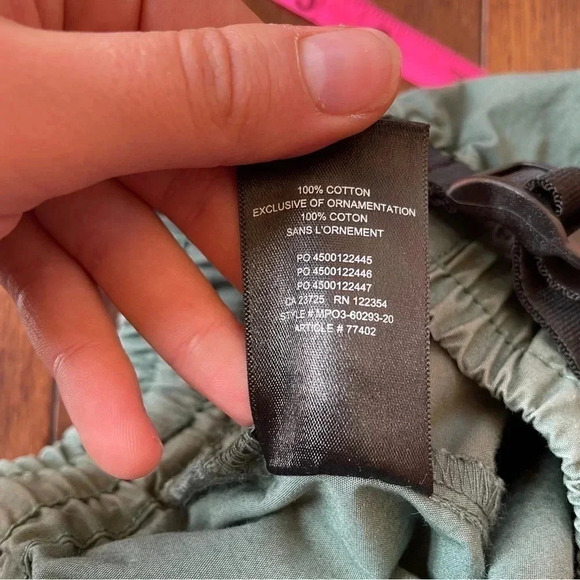 100% COTTON
EXCLUSIVE OF ORNAMENTATION
100% COTON
SANS L'ORNEMENT
PO 4500122445
PO 4500122446
PO 4500122447
CA 23725 RN 122354
STYLE # MPO3-60293-20
ARTICLE # 77402